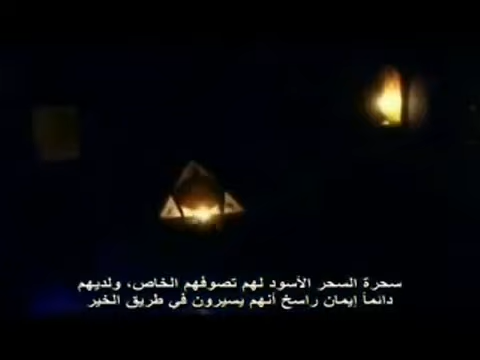 سحرة السحر الأسود لهم تصوفهم الخاص، ولديهم
دائماً إيمان راسخ أنهم يسيرون في طريق الخير